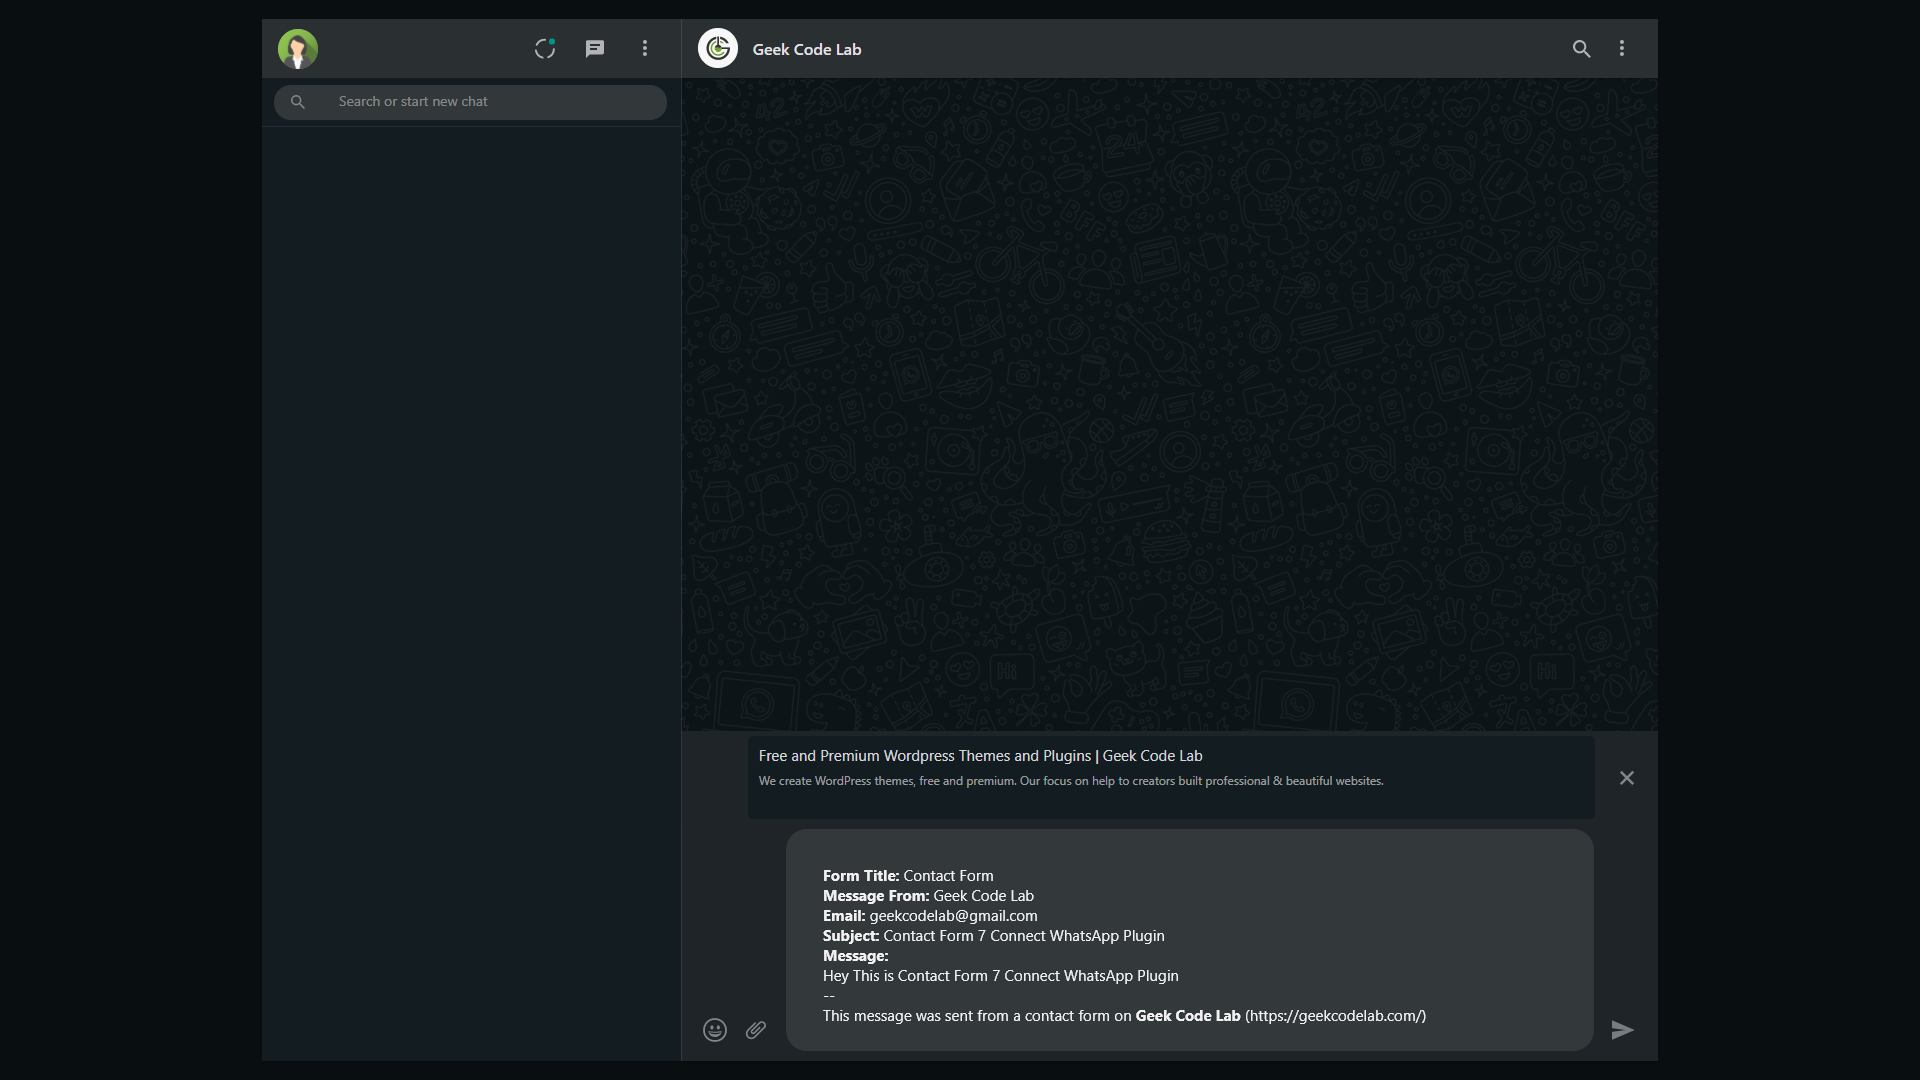 Geek Code Lab
Search or start new chat
Free and Premium Wordpress Themes and Plugins | Geek Code Lab
We create WordPress themes, free and premium. Our focus on help to creators built professional & beautiful websites.
Form Title: Contact Form
Message From: Geek Code Lab
Email: geekcodelab@gmail.com
Subject: Contact Form 7 Connect WhatsApp Plugin
Message:
Hey This is Contact Form 7 Connect WhatsApp Plugin
--
This message was sent from a contact form on Geek Code Lab (https://geekcodelab.com/)